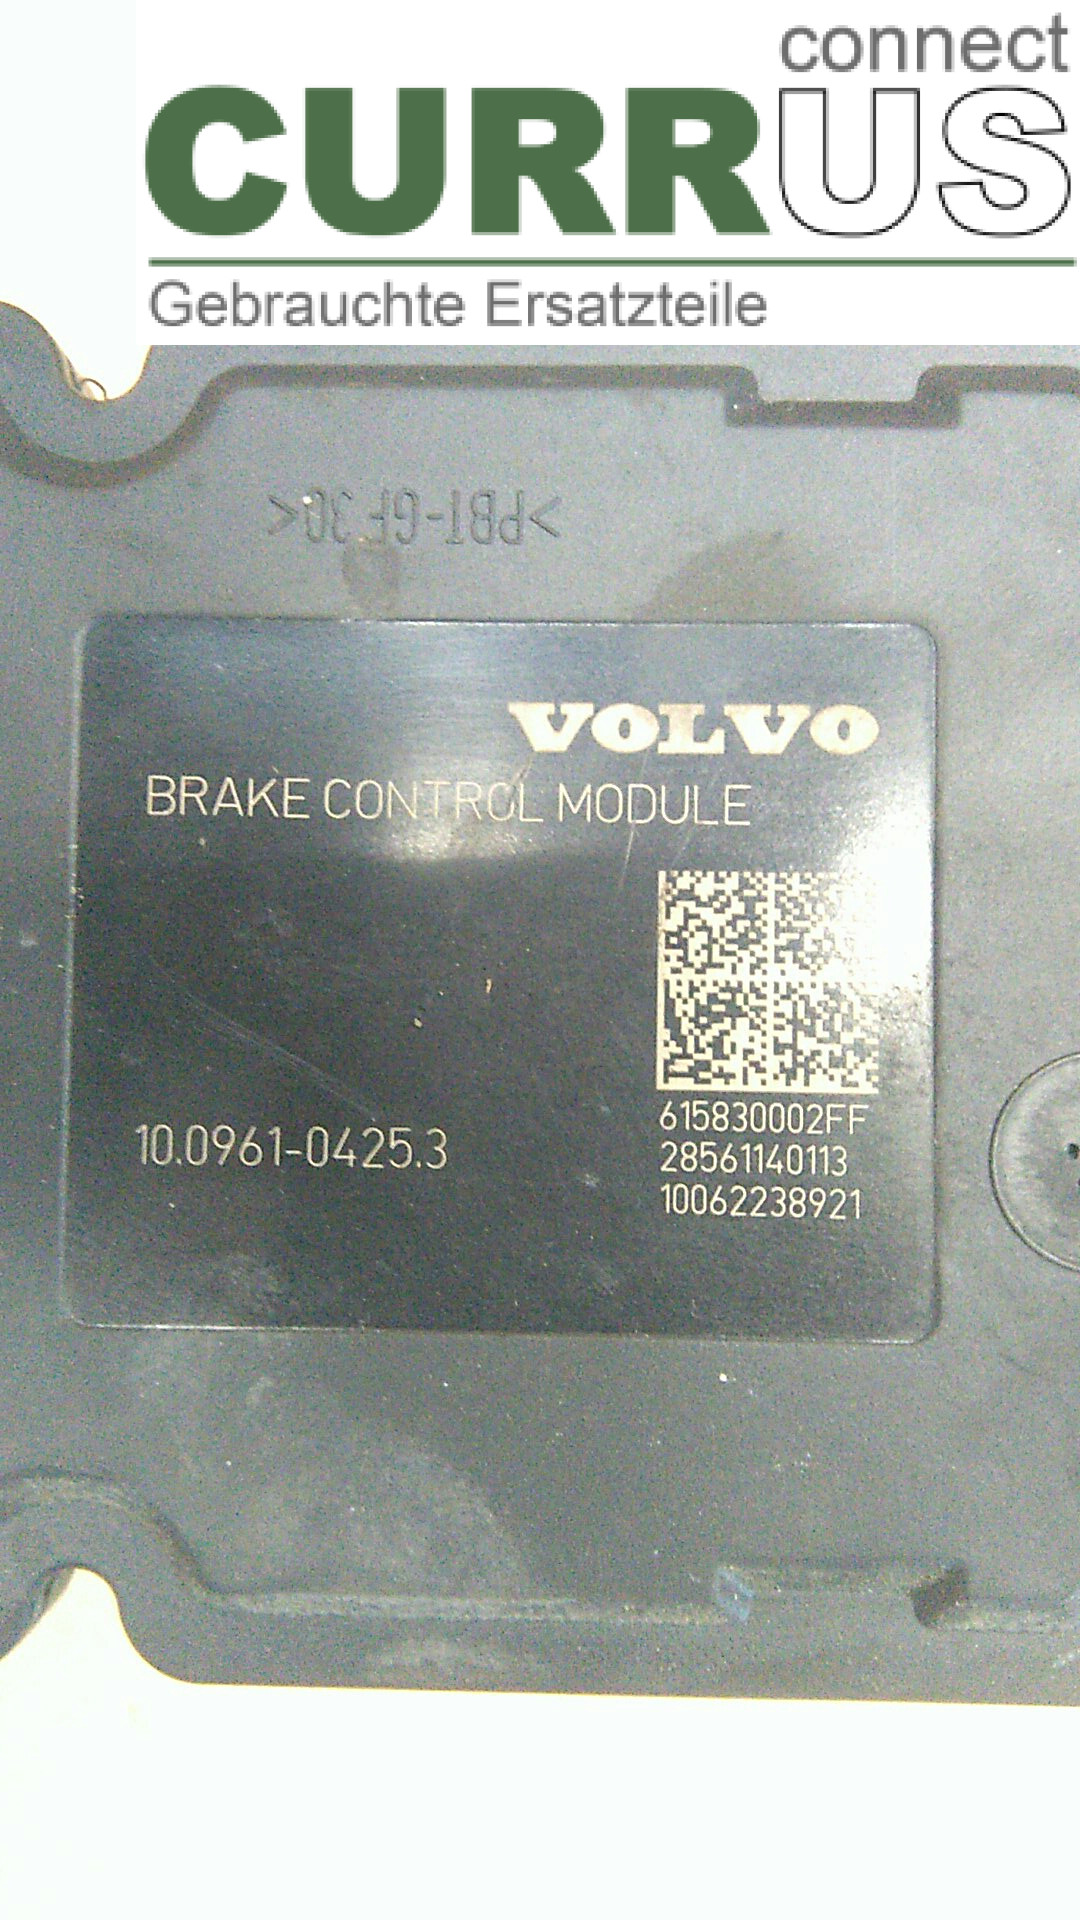 connect
CURRUS
Gebrauchte Ersatzteile
>PBT-GF30<
VOLVO
BRAKE CONTROL MODULE
615830002FF
10.0961-0425.3
28561140113
10062238921